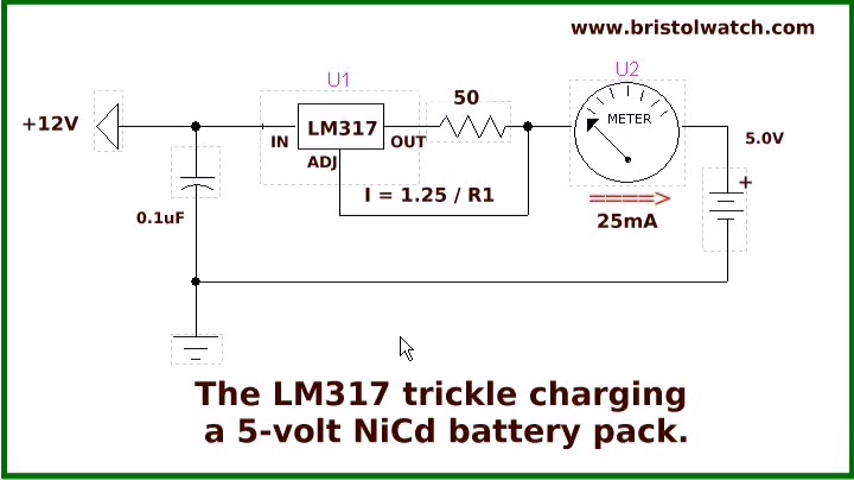 www.bristolwatch.com
U1
U2
50
+12V
LM317
METER
IN
OUT
5.0V
ADJ
+
I = 1.25 / R1
====>
0.1uF
25mA
The LM317 trickle charging
a 5-volt NiCd battery pack.